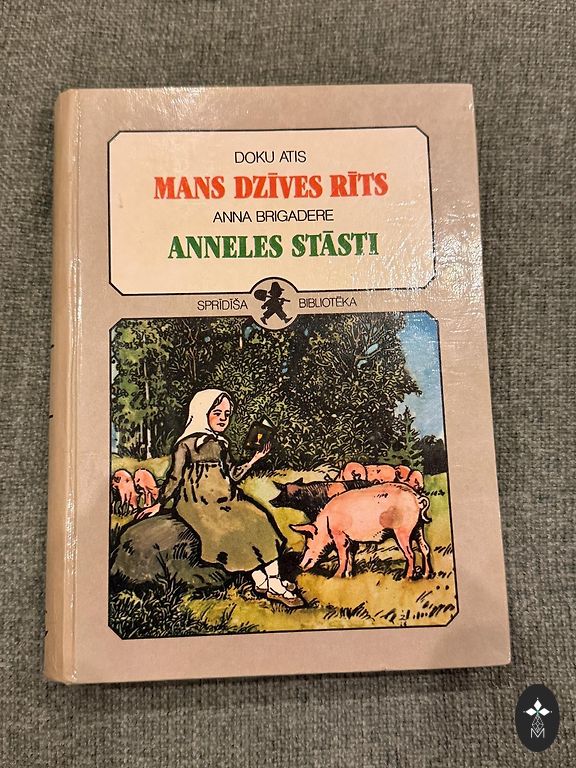 DOKU ATIS
MANS DZĪVES RĪTS
ANNA BRIGADERE
ANNELES STĀSTI
SPRĪDĪŠA BIBLIOTĒKA
M